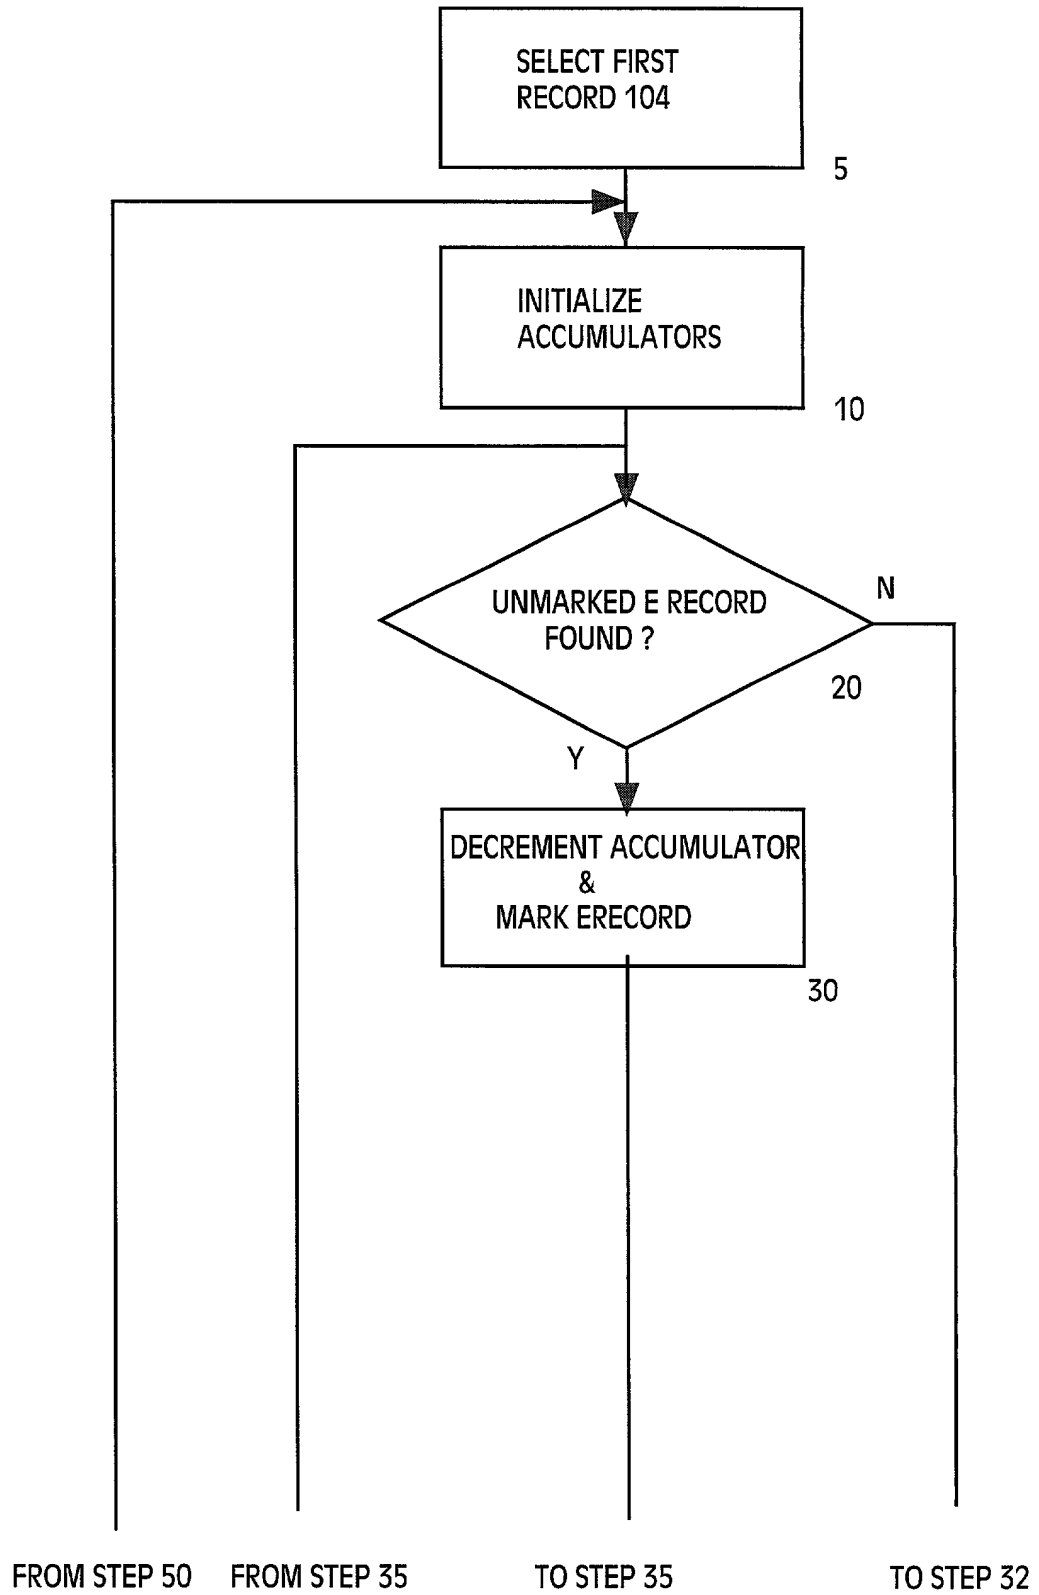 SELECT FIRST
RECORD 104
5
INITIALIZE
ACCUMULATORS
10
UNMARKED E RECORD
FOUND ?
N
20
Y
DECREMENT ACCUMULATOR
&
MARK ERECORD
30
FROM STEP 50
FROM STEP 35
TO STEP 35
TO STEP 32